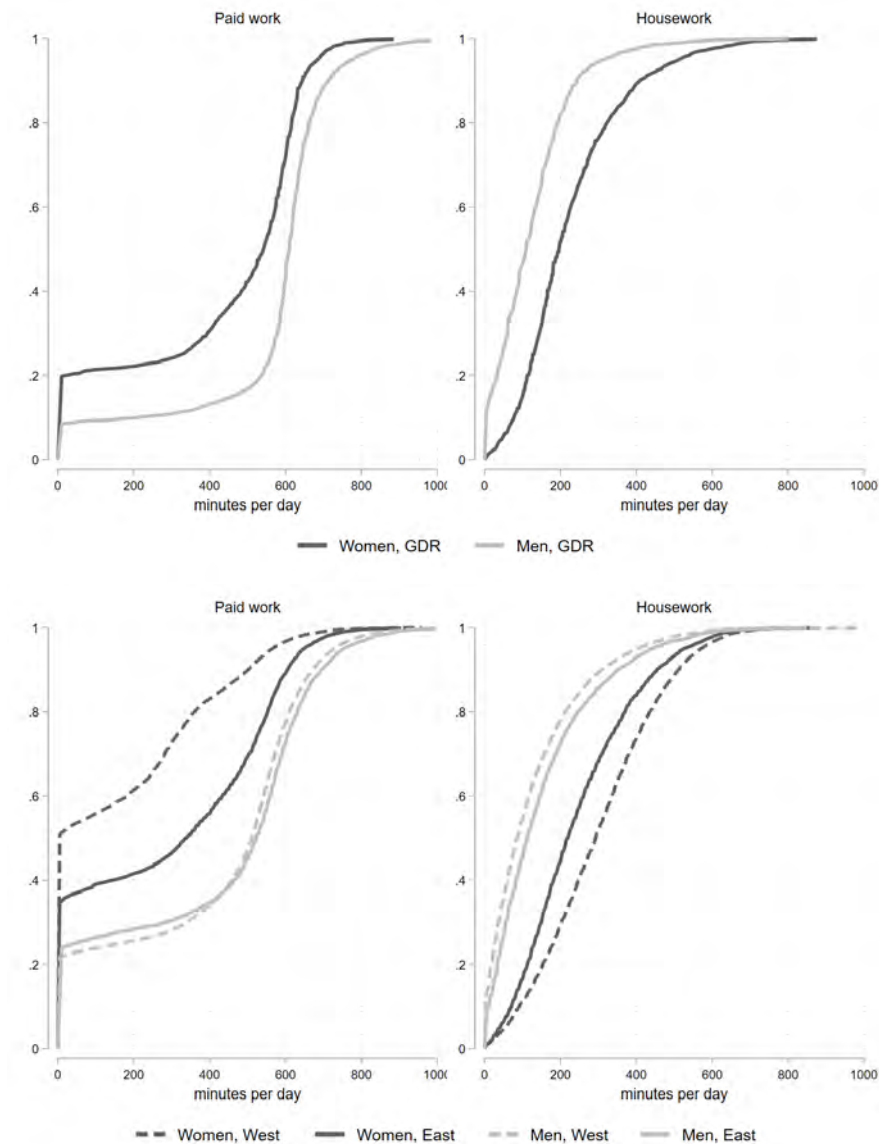 Paid work
Housework
1
.8
.6
.4
.2
0
0 200 400 600 800 1000
minutes per day
1
.8
.6
.4
.2
0
0 200 400 600 800 1000
minutes per day
Women, GDR Men, GDR
Paid work
Housework
1
.8
.6
.4
.2
0
0 200 400 600 800 1000
minutes per day
1
.8
.6
.4
.2
0
0 200 400 600 800 1000
minutes per day
Women, West Women, East Men, West Men, East